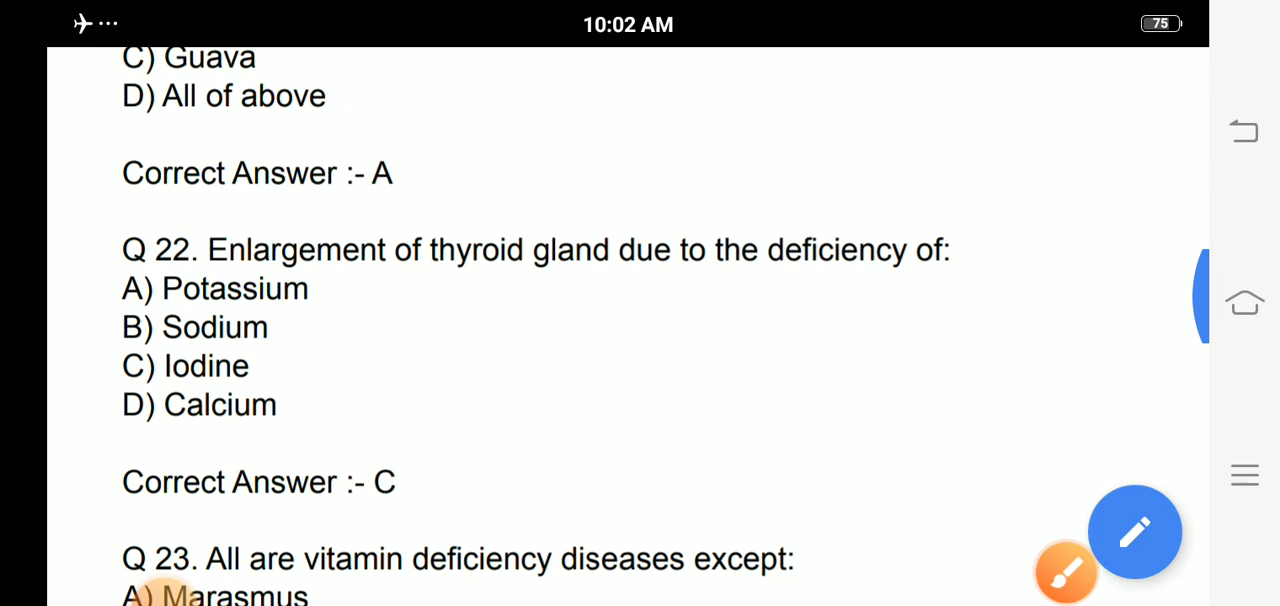 10:02 AM
75
C) Guava
D) All of above
Correct Answer :- A
Q 22. Enlargement of thyroid gland due to the deficiency of:
A) Potassium
B) Sodium
C) Iodine
D) Calcium
Correct Answer :- C
Q 23. All are vitamin deficiency diseases except:
A) Marasmus